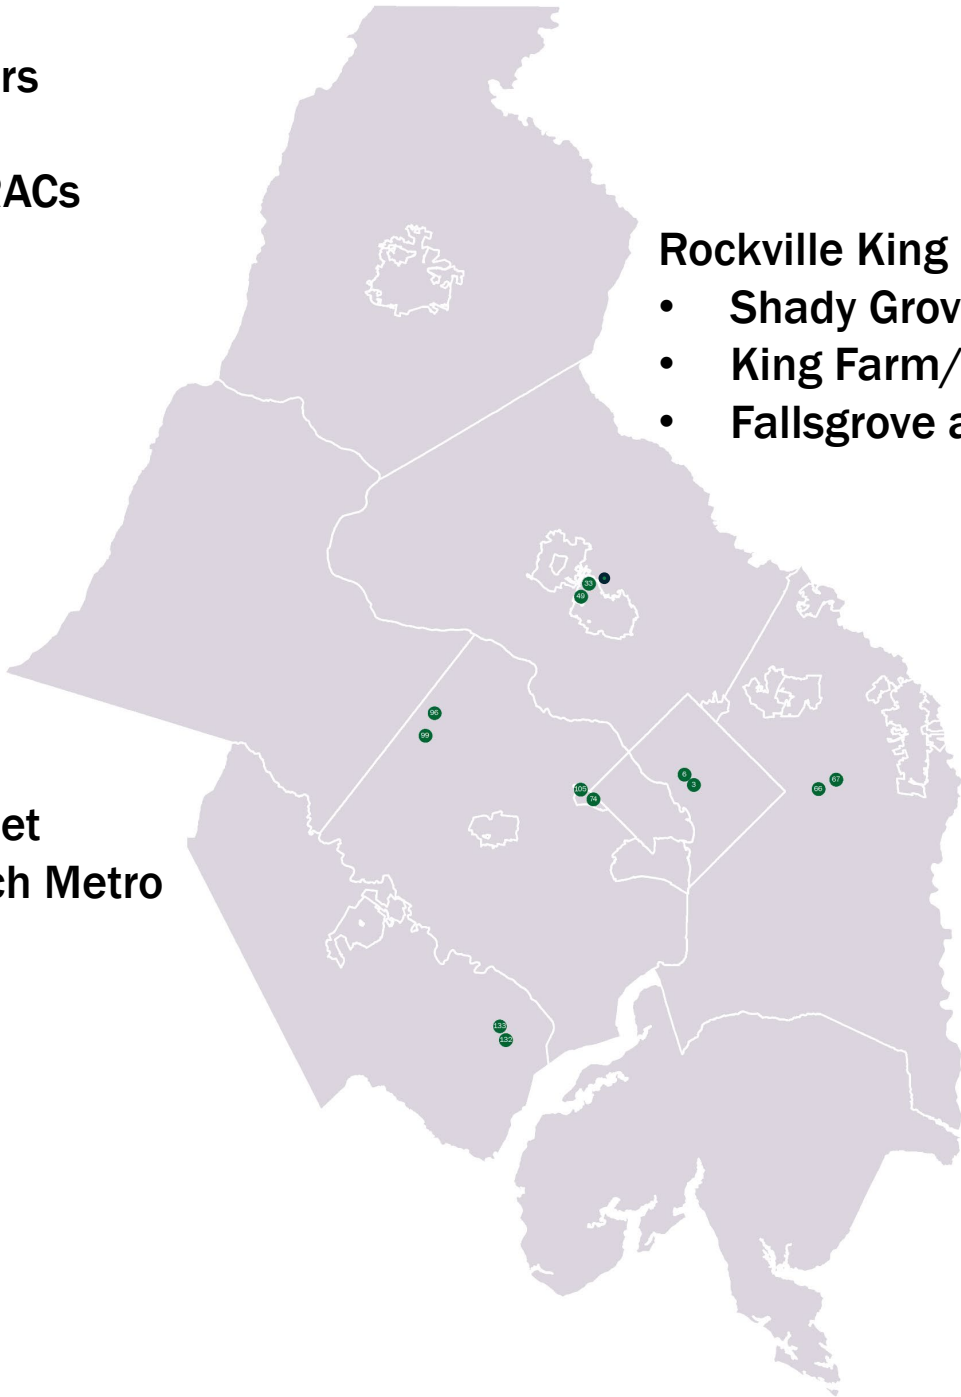 rs
ACs
Rockville King
• Shady Grov
• King Farm/
• Fallsgrove a
33
49
96
99
105
74
6
3
67
66
et
ch Metro
133
132